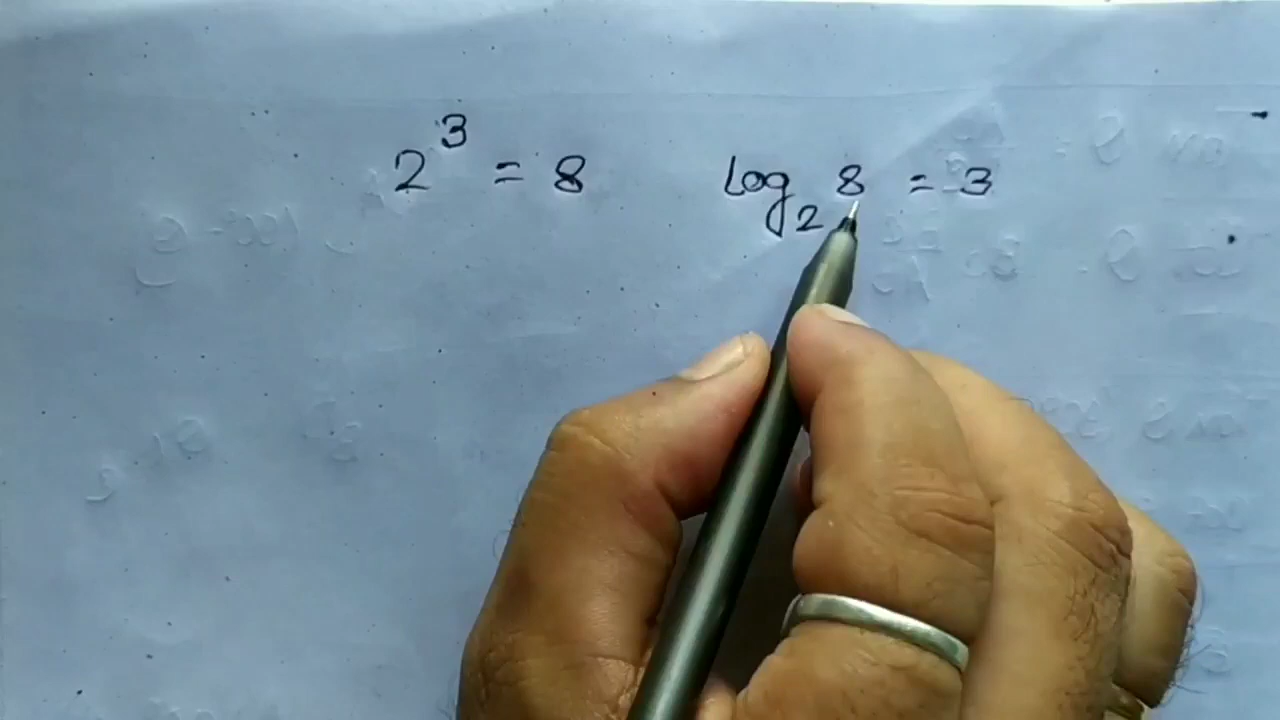 2³ = 8 log₂ 8 = 3